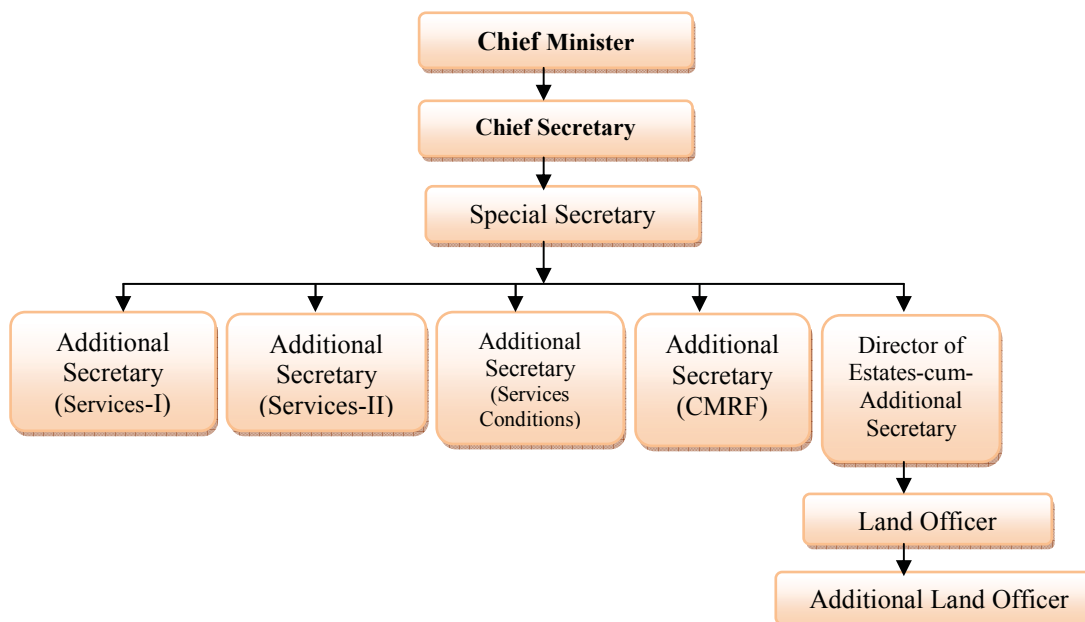 Chief Minister
Chief Secretary
Special Secretary
Additional
Secretary
(Services-I)
Additional
Secretary
(Services-II)
Additional
Secretary
(Services
Conditions)
Additional
Secretary
(CMRF)
Director of
Estates-cum-
Additional
Secretary
Land Officer
Additional Land Officer